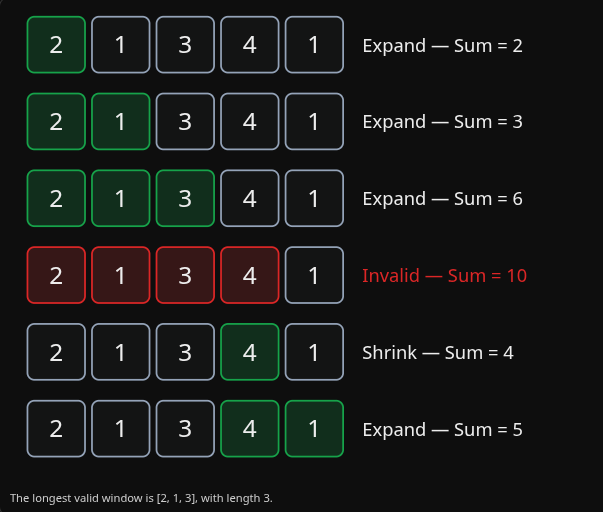 2 1 3 4 1 Expand — Sum = 2
2 1 3 4 1 Expand — Sum = 3
2 1 3 4 1 Expand — Sum = 6
2 1 3 4 1 Invalid — Sum = 10
2 1 3 4 1 Shrink — Sum = 4
2 1 3 4 1 Expand — Sum = 5
The longest valid window is [2, 1, 3], with length 3.